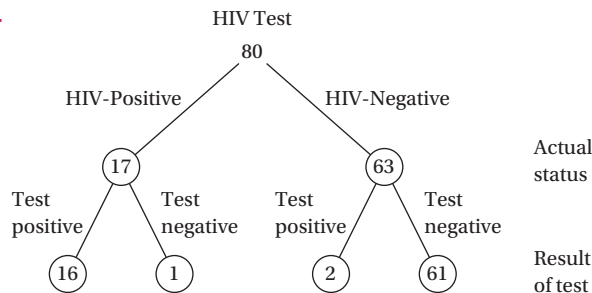 HIV Test
80
HIV-Positive
HIV-Negative
17
63
Actual
status
Test
positive
Test
negative
Test
positive
Test
negative
16
1
2
61
Result
of test